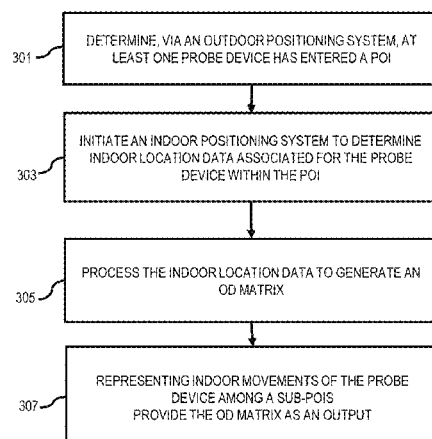 301
DETERMINE, VIA AN OUTDOOR POSITIONING SYSTEM, AT
LEAST ONE PROBE DEVICE HAS ENTERED A POI
303
INITIATE AN INDOOR POSITIONING SYSTEM TO DETERMINE
INDOOR LOCATION DATA ASSOCIATED FOR THE PROBE
DEVICE WITHIN THE POI
305
PROCESS THE INDOOR LOCATION DATA TO GENERATE AN
OD MATRIX
307
REPRESENTING INDOOR MOVEMENTS OF THE PROBE
DEVICE AMONG A SUB-POIS
PROVIDE THE OD MATRIX AS AN OUTPUT